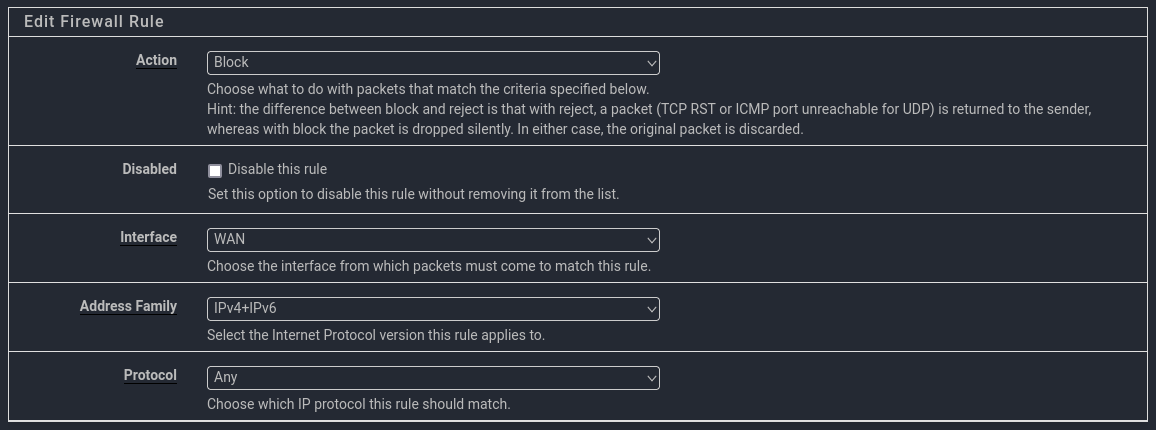 Edit Firewall Rule
Action
Block
Choose what to do with packets that match the criteria specified below.
Hint: the difference between block and reject is that with reject, a packet (TCP RST or ICMP port unreachable for UDP) is returned to the sender,
whereas with block the packet is dropped silently. In either case, the original packet is discarded.
Disabled
Disable this rule
Set this option to disable this rule without removing it from the list.
Interface
WAN
Choose the interface from which packets must come to match this rule.
Address Family
IPv4+IPv6
Select the Internet Protocol version this rule applies to.
Protocol
Any
Choose which IP protocol this rule should match.